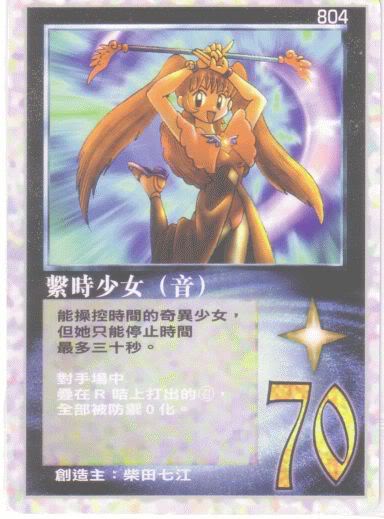 804
繫時少女（音）
能操控時間的奇異少女，
但她只能停止時間
最多三十秒。
對手場中
疊在 R 咭上打出的
全部被防禦 0 化。
70
創造主：柴田七江